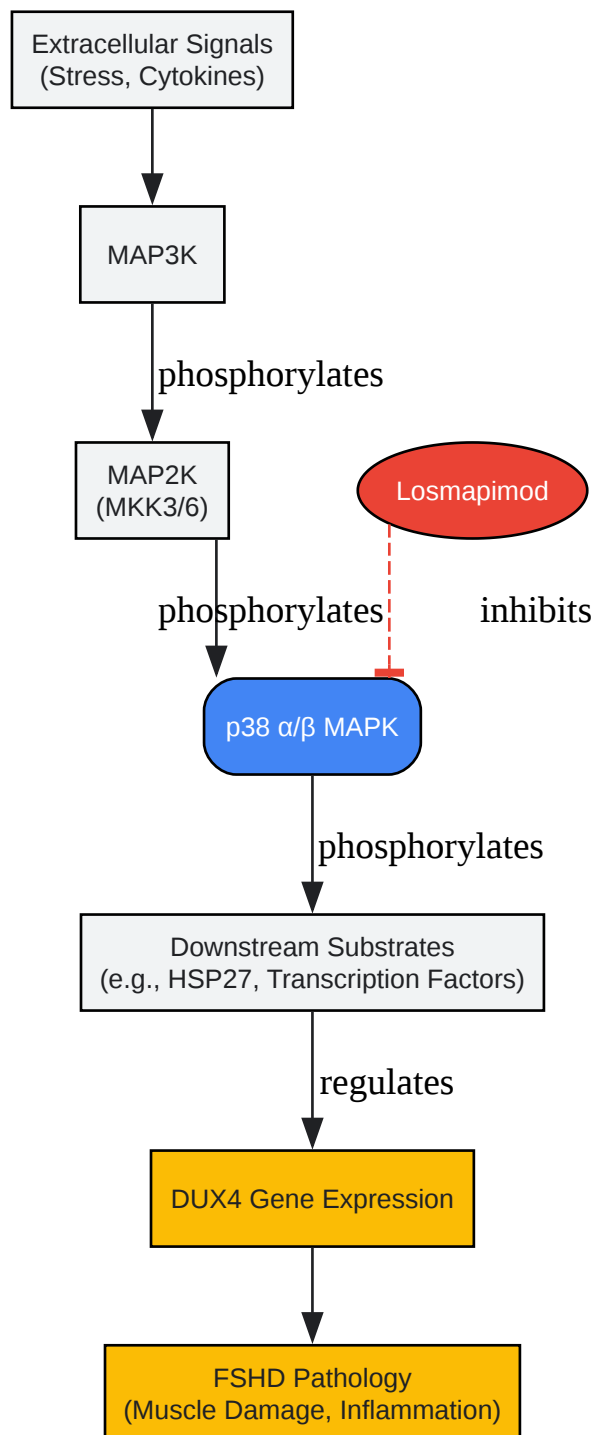 Extracellular Signals
(Stress, Cytokines)
MAP3K
phosphorylates
MAP2K
(MKK3/6)
Losmapimod
phosphorylates
inhibits
p38 α/β MAPK
phosphorylates
Downstream Substrates
(e.g., HSP27, Transcription Factors)
regulates
DUX4 Gene Expression
FSHD Pathology
(Muscle Damage, Inflammation)